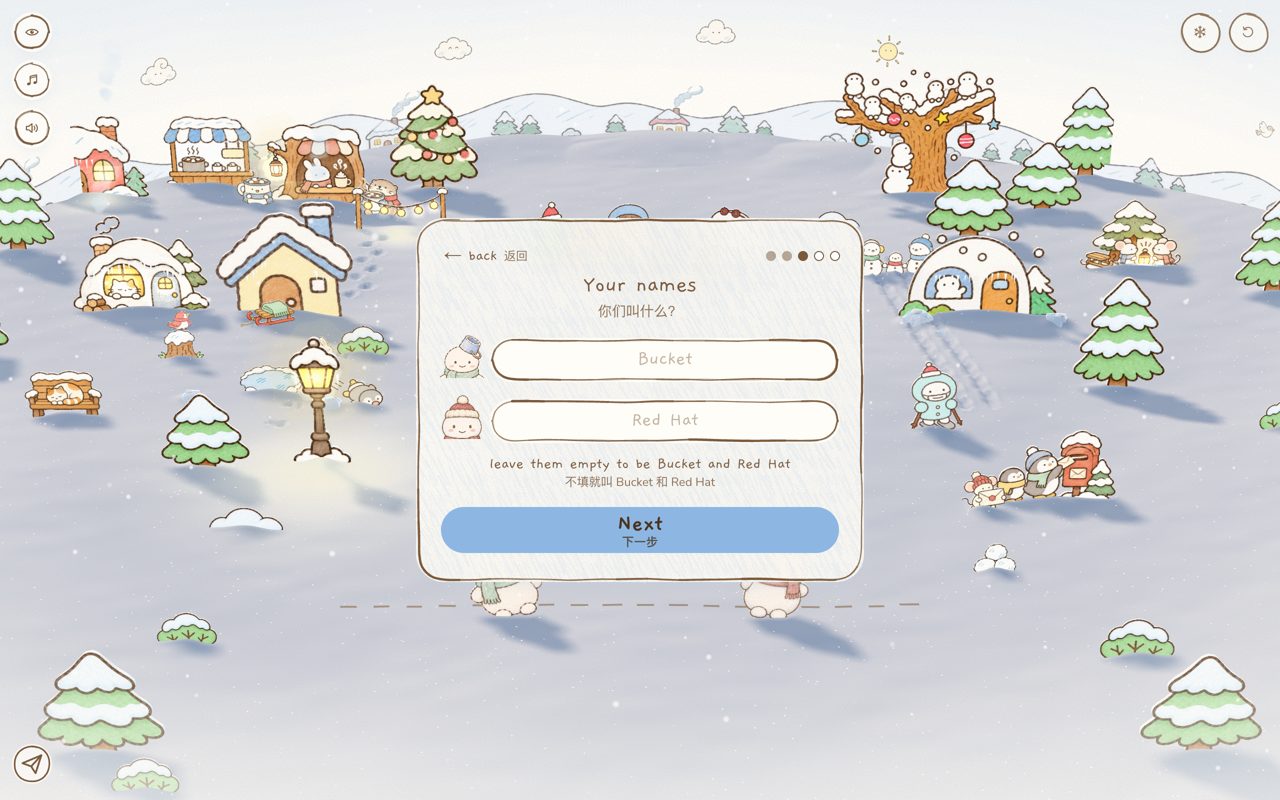 ← back 返回
Your names
你们叫什么？
Bucket
Red Hat
leave them empty to be Bucket and Red Hat
不填就叫 Bucket 和 Red Hat
Next
下一步